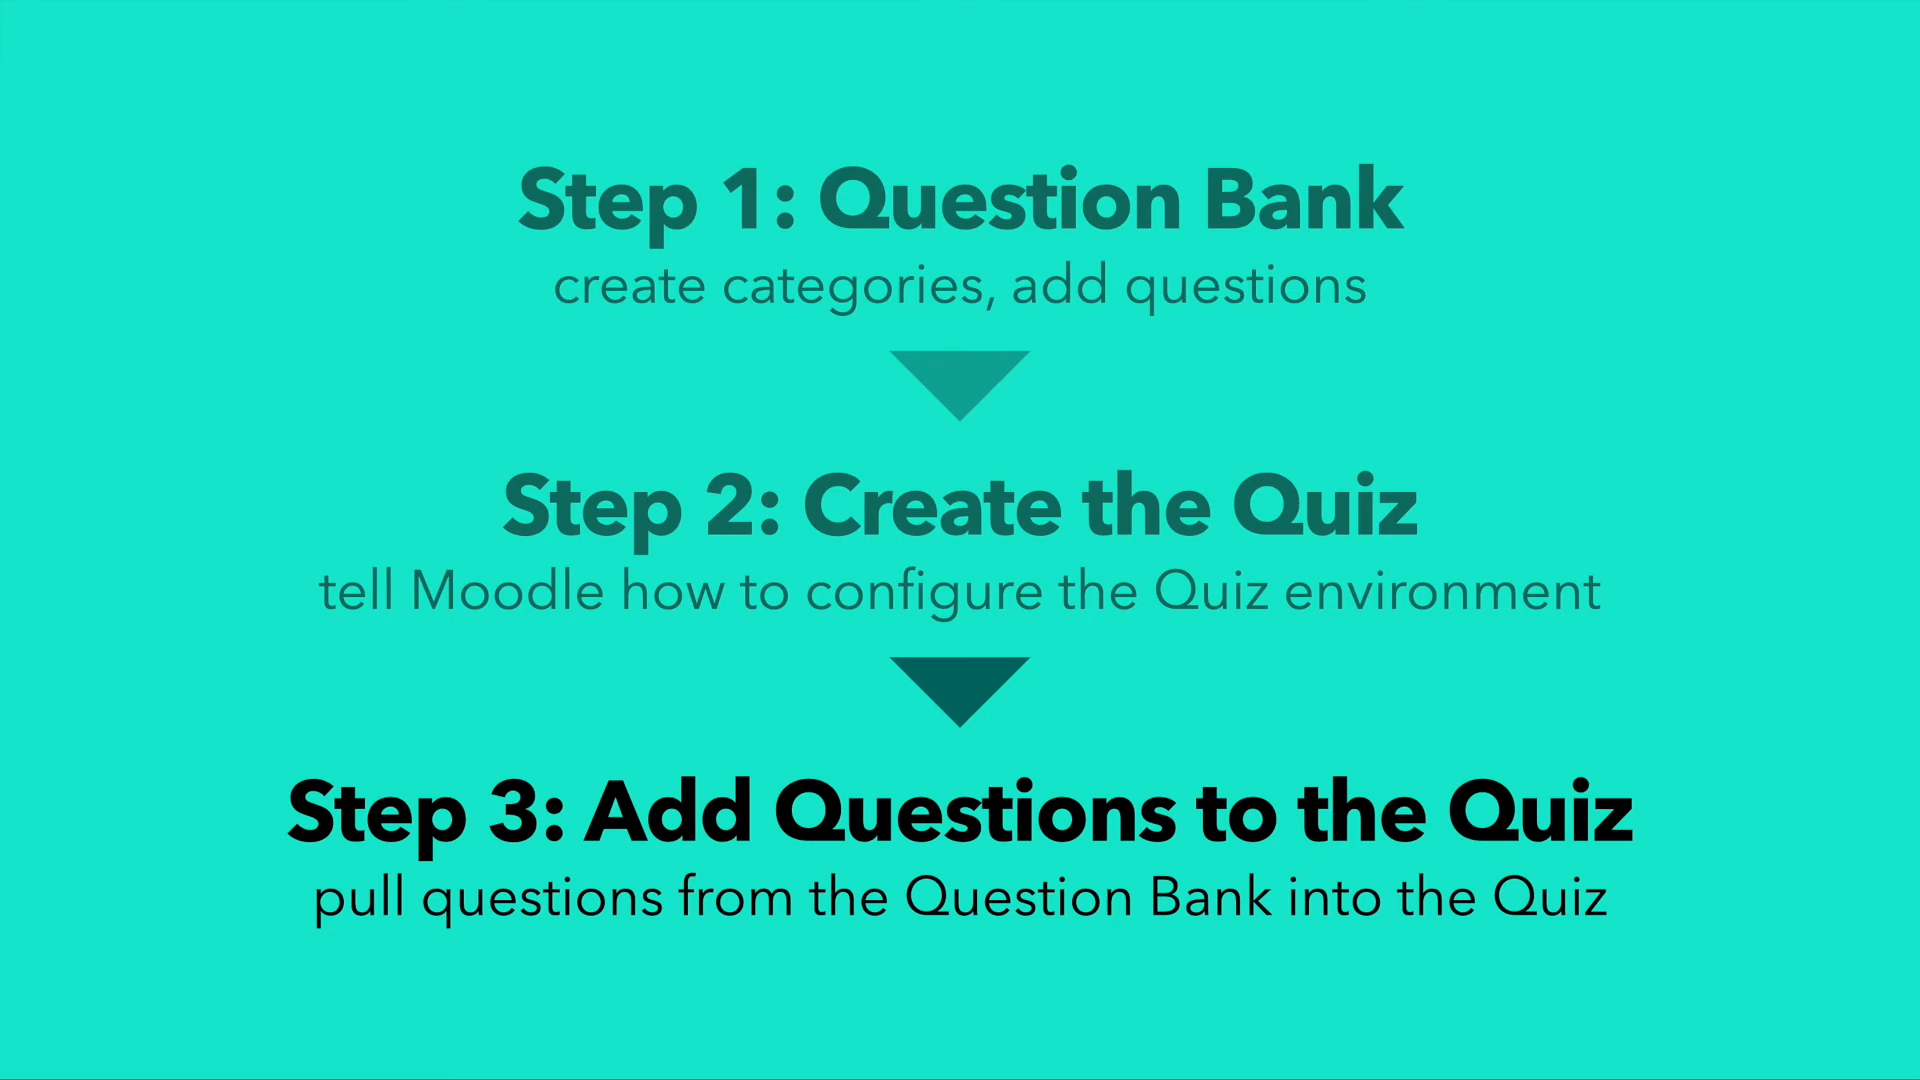 Step 1: Question Bank
create categories, add questions
Step 2: Create the Quiz
tell Moodle how to configure the Quiz environment
Step 3: Add Questions to the Quiz
pull questions from the Question Bank into the Quiz